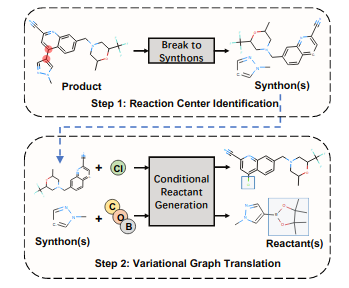 Break to
Synthons
Product
Synthon(s)
Step 1: Reaction Center Identification
+
Cl
+
C
O
B
Conditional
Reactant
Generation
Synthon(s)
Reactant(s)
Step 2: Variational Graph Translation